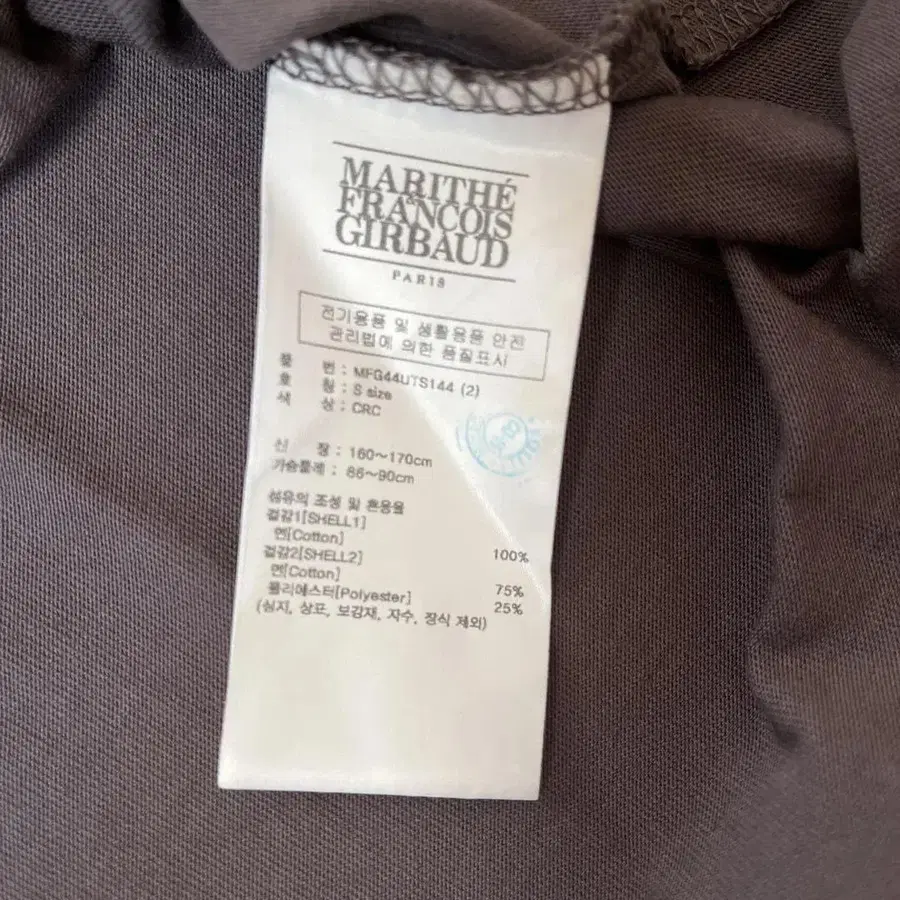 MARITHÉ
FRANCOIS
&
GIRBAUD
PARIS
전기용품 및 생활용품 안전
관리법에 의한 품질표시
품 번 : MFG44UTS144 (2)
호 칭 : S size
색 상 : CRC
신 장 : 160~170cm
가슴둘레 : 86~90cm
섬유의 조성 및 혼용율
겉감1[SHELL1]
면[Cotton] 100%
겉감2[SHELL2]
면[Cotton] 75%
폴리에스터[Polyester] 25%
(심지, 상표, 보강재, 자수, 장식 제외)